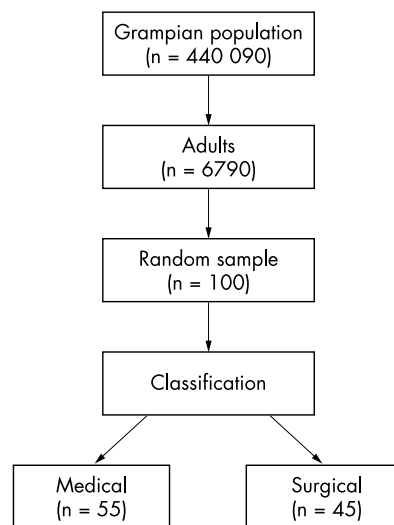 Grampian population
(n = 440 090)
Adults
(n = 6790)
Random sample
(n = 100)
Classification
Medical
(n = 55)
Surgical
(n = 45)